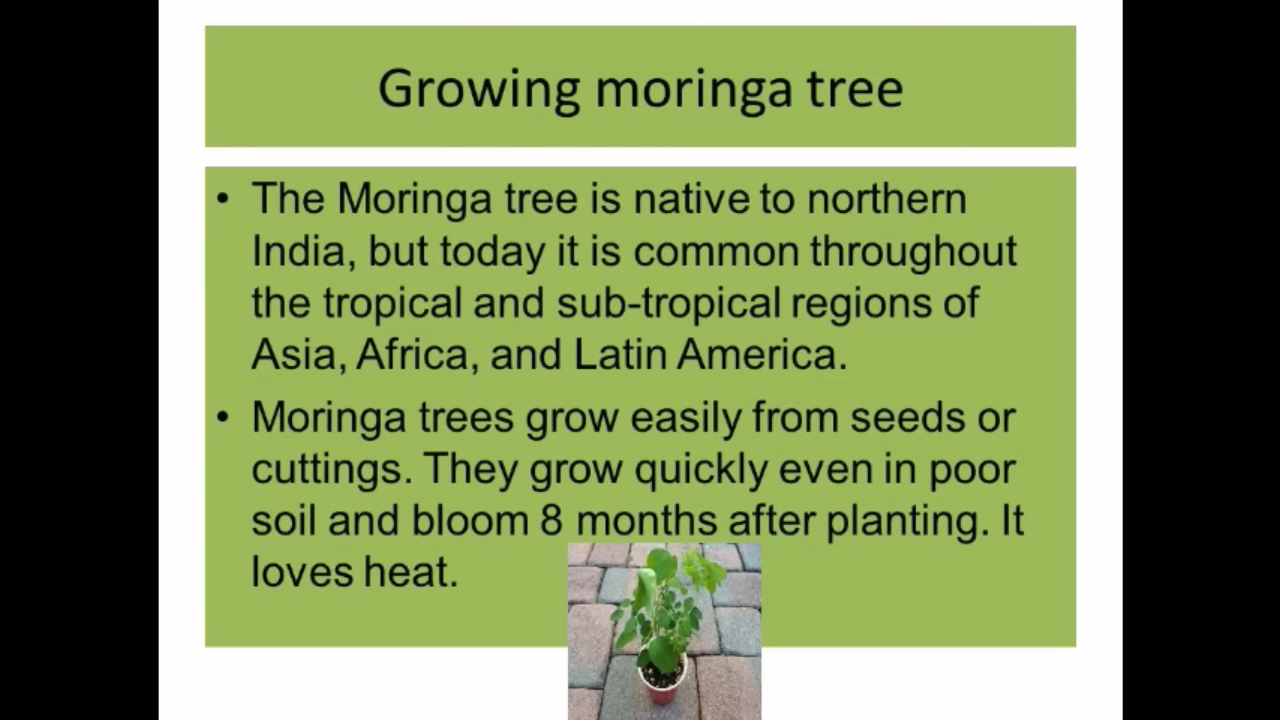 Growing moringa tree
• The Moringa tree is native to northern
India, but today it is common throughout
the tropical and sub-tropical regions of
Asia, Africa, and Latin America.
• Moringa trees grow easily from seeds or
cuttings. They grow quickly even in poor
soil and bloom 8 months after planting. It
loves heat.